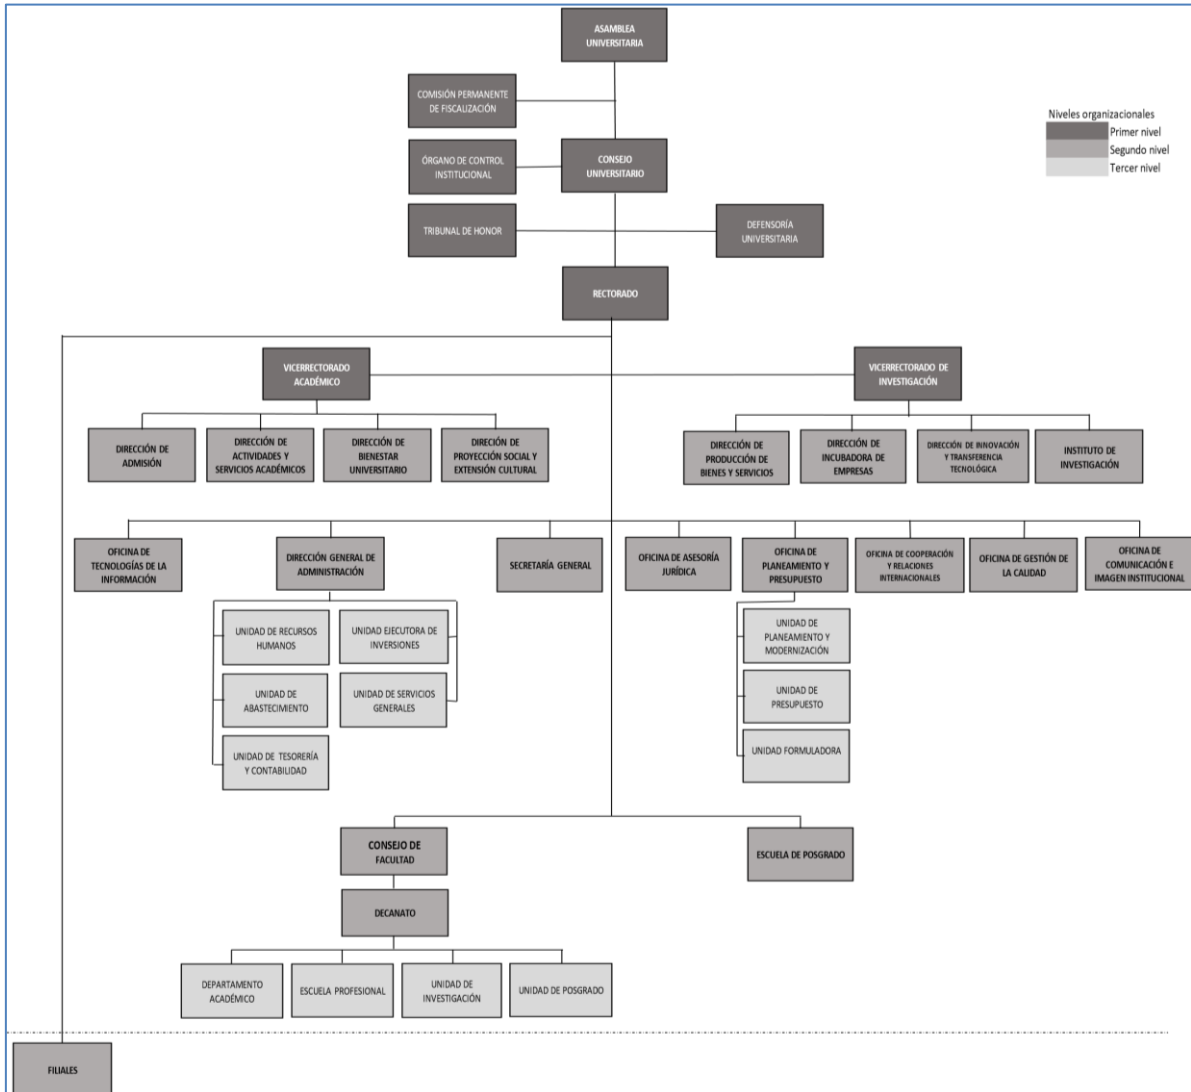 ASAMBLEA
UNIVERSITARIA
COMISIÓN PERMANENTE
DE FISCALIZACIÓN
Niveles organizacionales
Primer nivel
Segundo nivel
Tercer nivel
ÓRGANO DE CONTROL
INSTITUCIONAL
CONSEJO
UNIVERSITARIO
TRIBUNAL DE HONOR
DEFENSORÍA
UNIVERSITARIA
RECTORADO
VICERRECTORADO
ACADÉMICO
VICERRECTORADO DE
INVESTIGACIÓN
DIRECCIÓN DE
ADMISIÓN
DIRECCIÓN DE
ACTIVIDADES Y
SERVICIOS ACADÉMICOS
DIRECCIÓN DE
BIENESTAR
UNIVERSITARIO
DIRECIÓN DE
PROYECCIÓN SOCIAL Y
EXTENSIÓN CULTURAL
DIRECCIÓN DE
PRODUCCIÓN DE
BIENES Y SERVICIOS
DIRECCIÓN DE
INCUBADORA DE
EMPRESAS
DIRECCIÓN DE INNOVACIÓN
Y TRANSFERENCIA
TECNOLÓGICA
INSTITUTO DE
INVESTIGACIÓN
OFICINA DE
TECNOLOGÍAS DE LA
INFORMACIÓN
DIRECCIÓN GENERAL DE
ADMINISTRACIÓN
SECRETARÍA GENERAL
OFICINA DE ASESORÍA
JURÍDICA
OFICINA DE
PLANEAMIENTO Y
PRESUPUESTO
OFICINA DE COOPERACIÓN
Y RELACIONES
INTERNACIONALES
OFICINA DE GESTIÓN DE
LA CALIDAD
OFICINA DE
COMUNICACIÓN E
IMAGEN INSTITUCIONAL
UNIDAD DE RECURSOS
HUMANOS
UNIDAD EJECUTORA DE
INVERSIONES
UNIDAD DE
PLANEAMIENTO Y
MODERNIZACIÓN
UNIDAD DE
ABASTECIMIENTO
UNIDAD DE SERVICIOS
GENERALES
UNIDAD DE
PRESUPUESTO
UNIDAD DE TESORERÍA
Y CONTABILIDAD
UNIDAD FORMULADORA
CONSEJO DE
FACULTAD
ESCUELA DE POSGRADO
DECANATO
DEPARTAMENTO
ACADÉMICO
ESCUELA PROFESIONAL
UNIDAD DE
INVESTIGACIÓN
UNIDAD DE POSGRADO
FILIALES